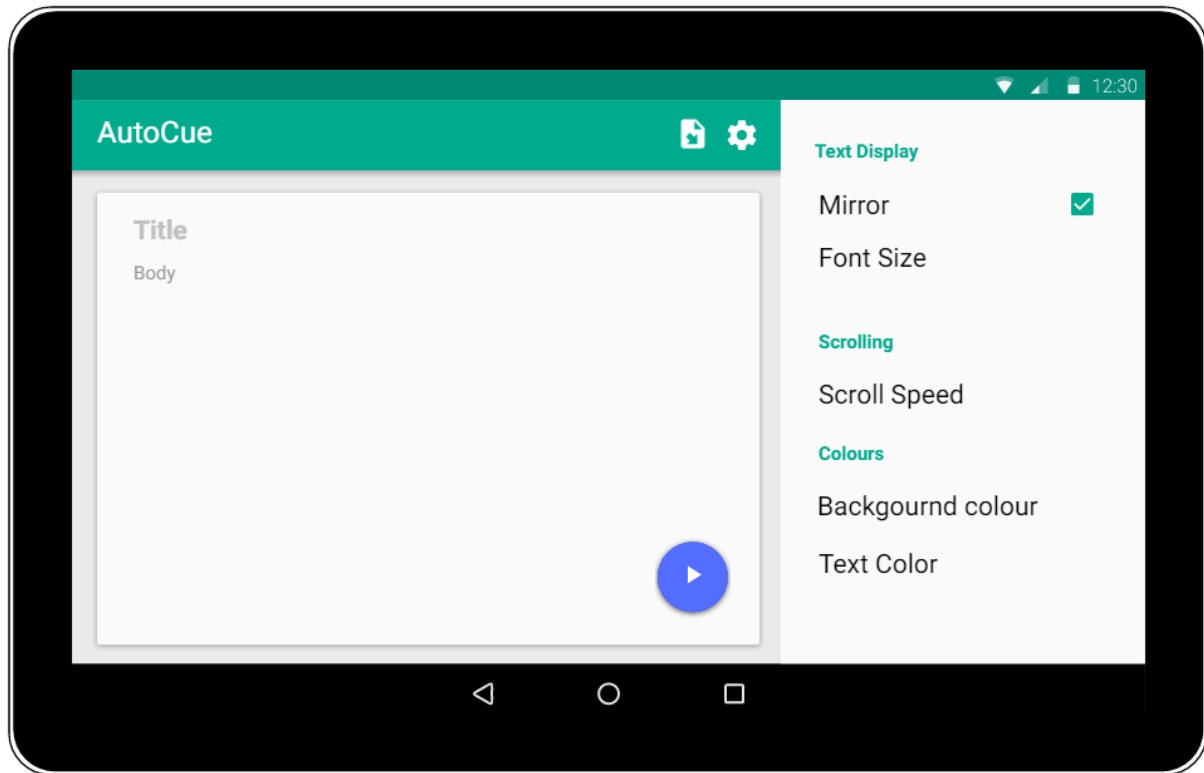 12:30
AutoCue
Title
Body
Text Display
Mirror
Font Size
Scrolling
Scroll Speed
Colours
Backgournd colour
Text Color